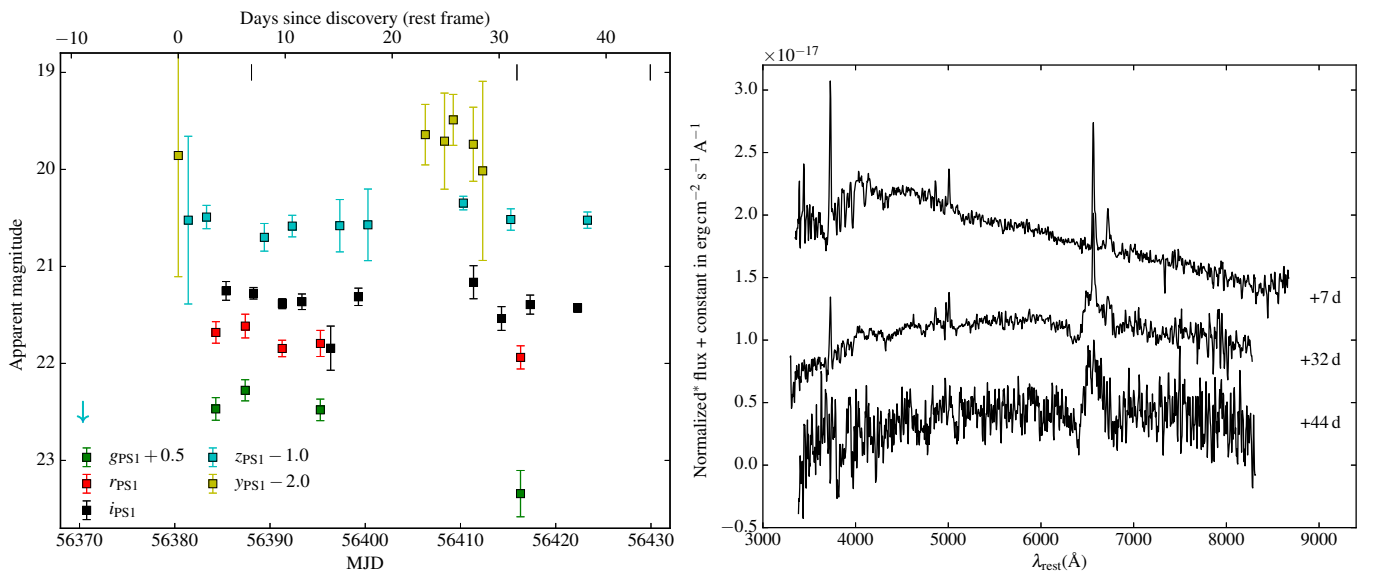 Days since discovery (rest frame)
−10 0 10 20 30 40
19
20
21
22
23
Apparent magnitude
gPS1 + 0.5
rPS1
iPS1
zPS1 − 1.0
yPS1 − 2.0
56370 56380 56390 56400 56410 56420 56430
MJD
×10−17
3.0
2.5
2.0
1.5
1.0
0.5
0.0
−0.5
Normalized* flux + constant in erg cm−2 s−1 A−1
+7 d
+32 d
+44 d
3000 4000 5000 6000 7000 8000 9000
λrest(Å)